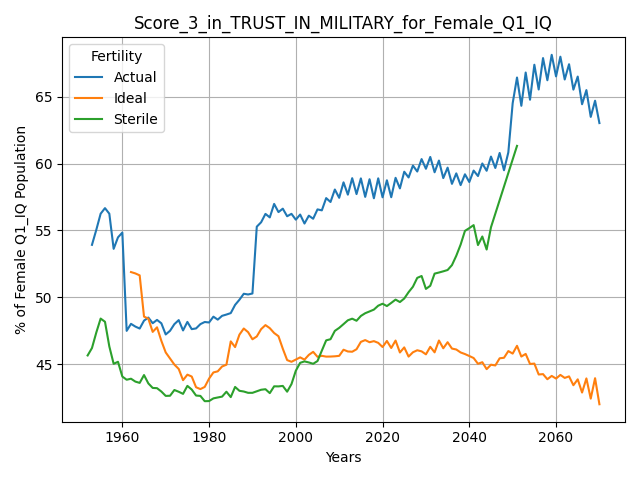 Score_3_in_TRUST_IN_MILITARY_for_Female_Q1_IQ
Fertility
Actual
Ideal
Sterile
% of Female Q1_IQ Population
65
60
55
50
45
1960
1980
2000
2020
2040
2060
Years